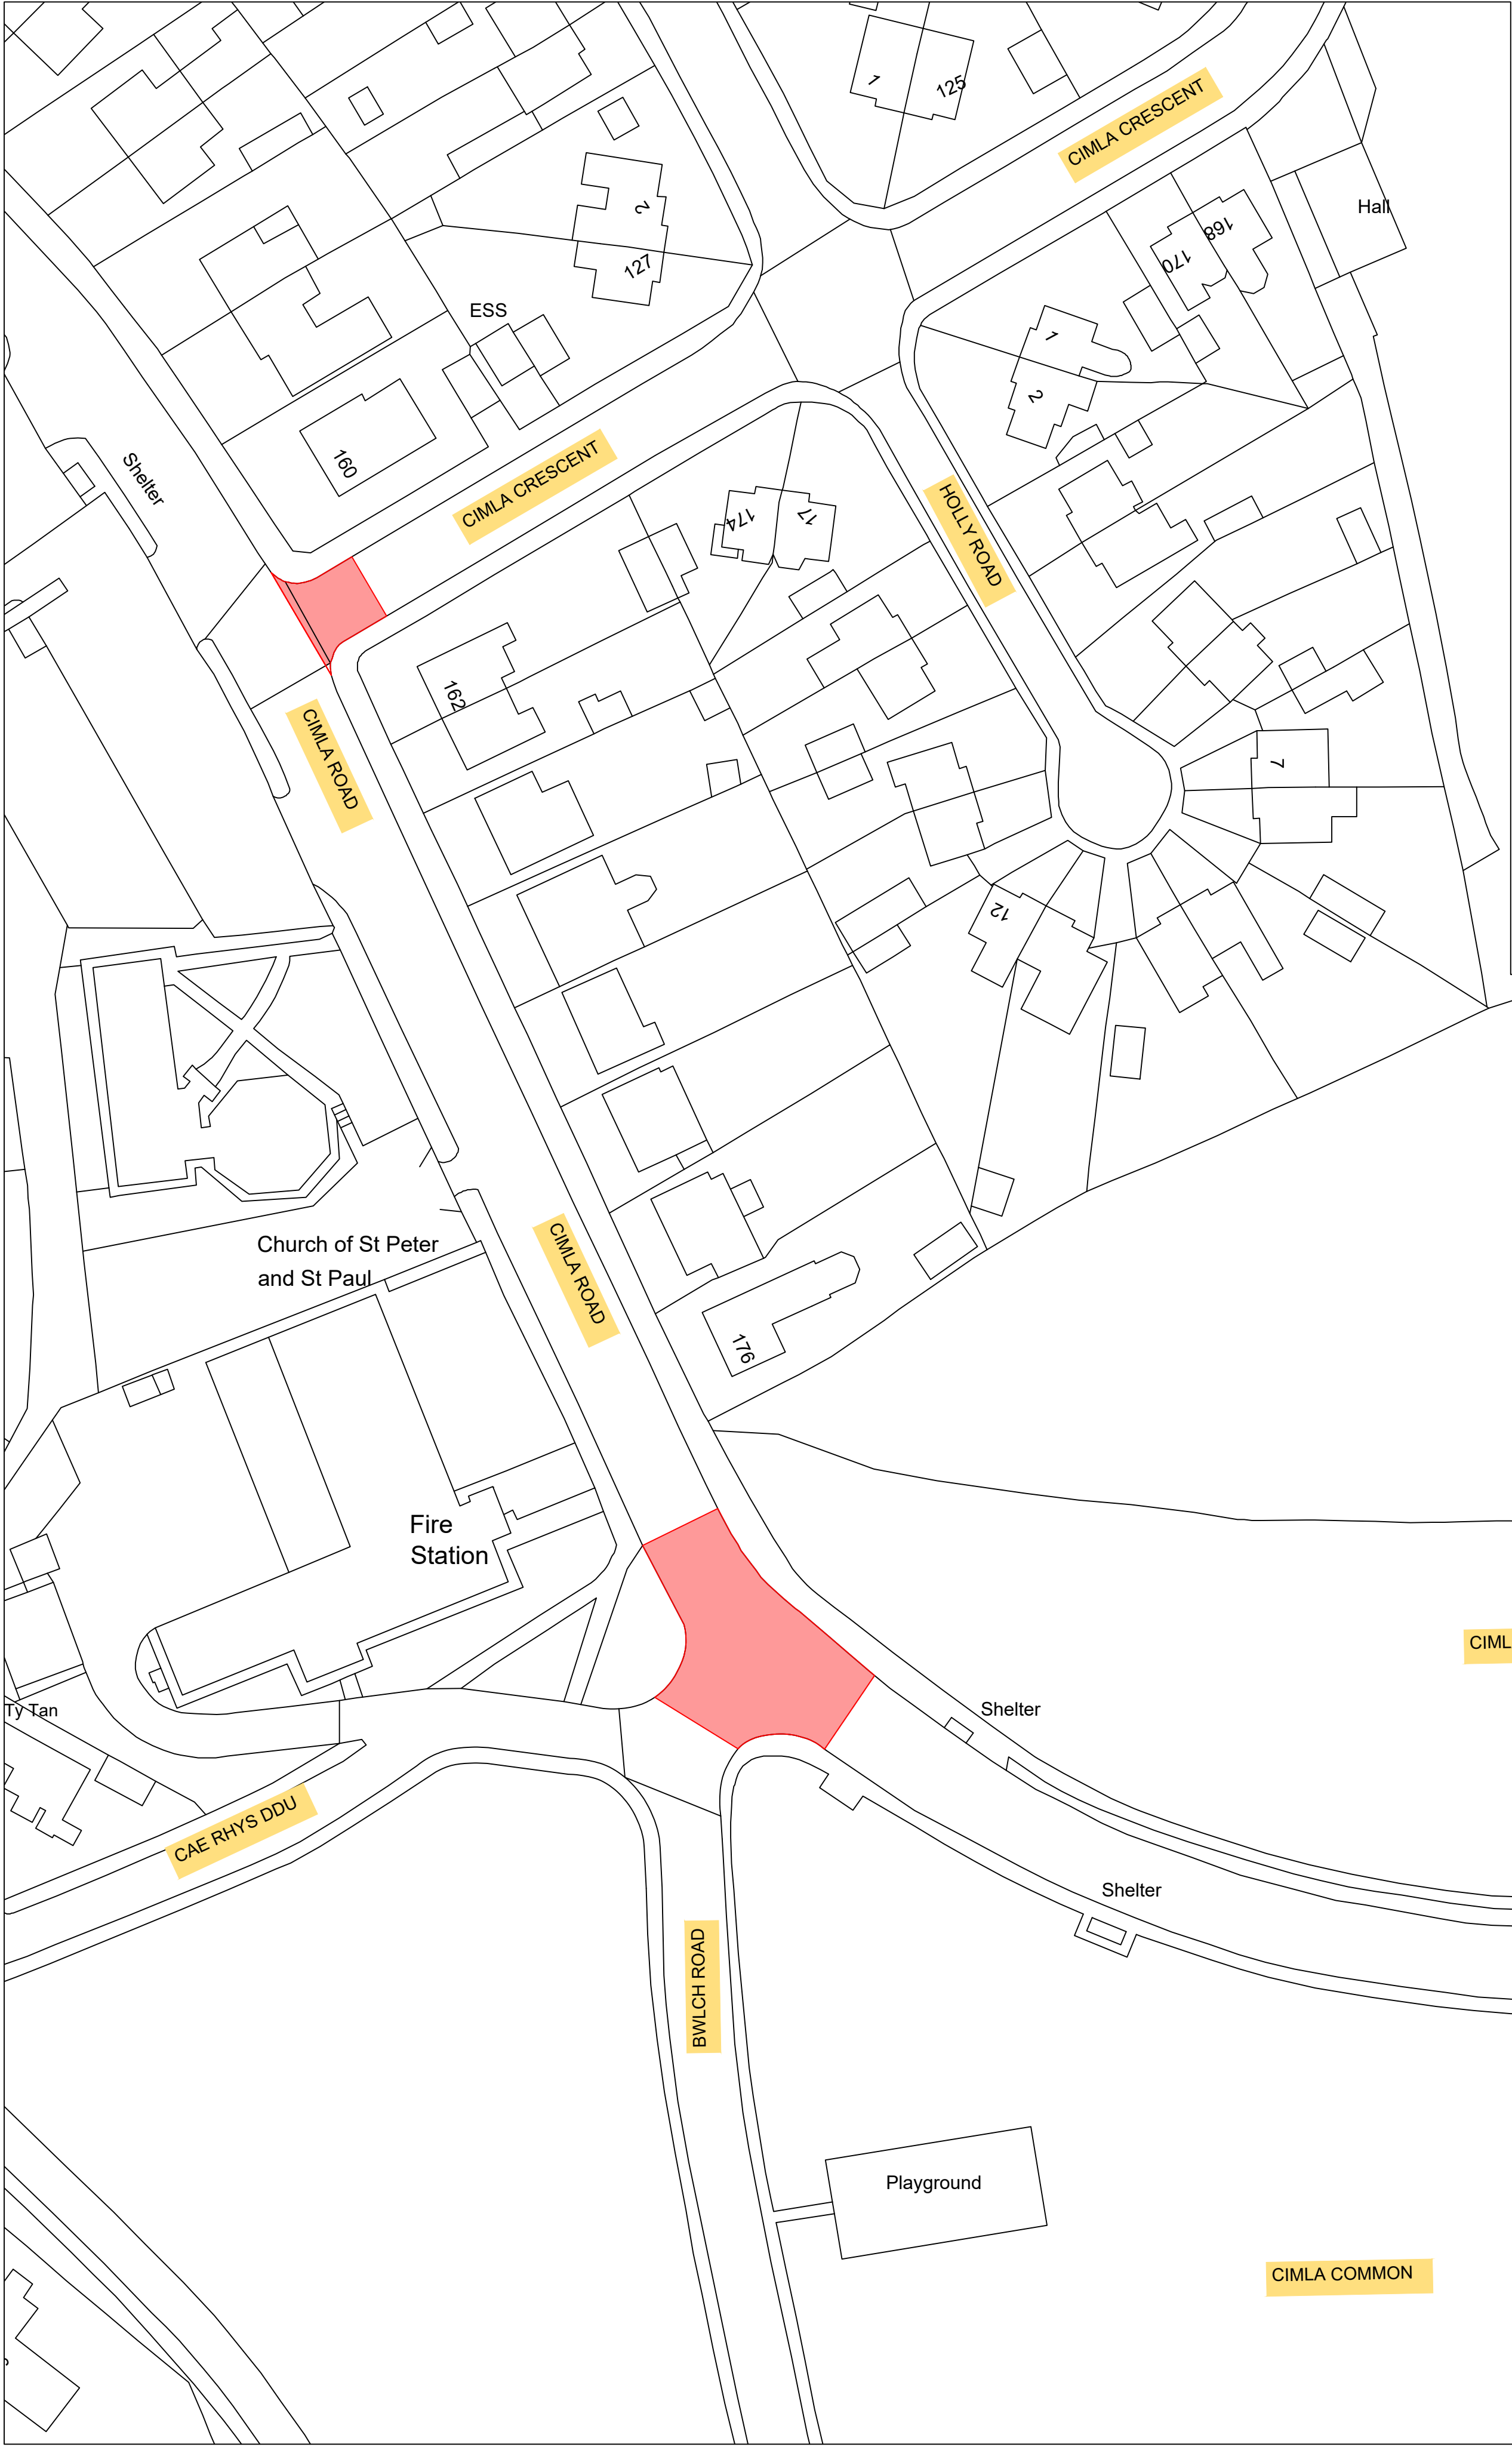 1
125
CIMLA CRESCENT
Hall
2
127
168
170
ESS
1
2
Shelter
160
CIMLA CRESCENT
HOLLY ROAD
174
17
162
CIMLA ROAD
7
12
Church of St Peter
and St Paul
CIMLA ROAD
176
Fire
Station
CIML
Ty Tan
Shelter
CAE RHYS DDU
Shelter
BWLCH ROAD
Playground
CIMLA COMMON